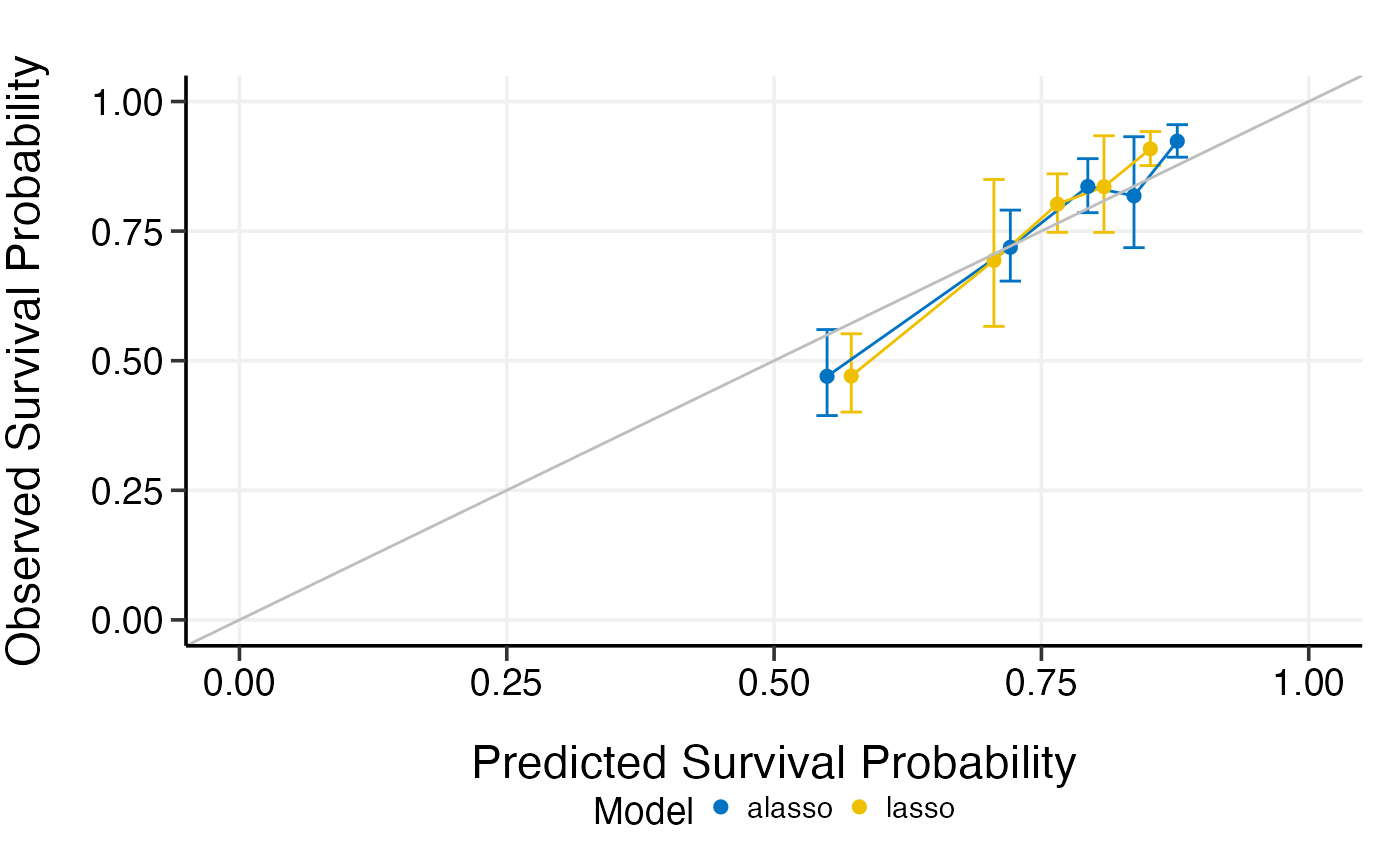 Observed Survival Probability
1.00
0.75
0.50
0.25
0.00
0.00 0.25 0.50 0.75 1.00
Predicted Survival Probability
Model alasso lasso